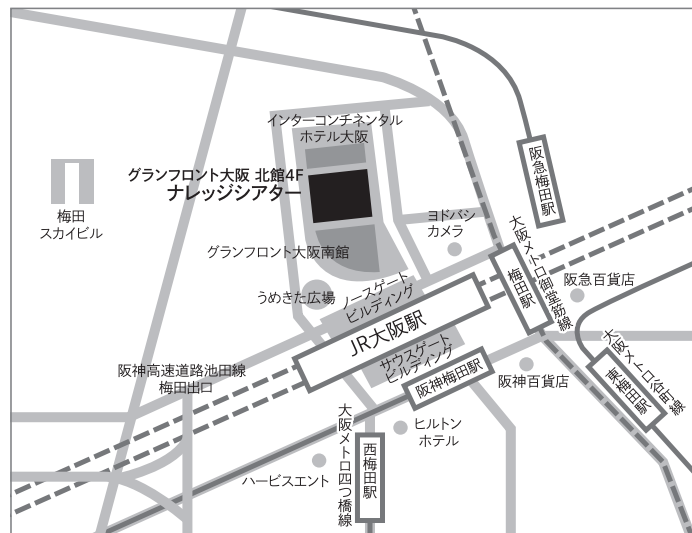 インターコンチネンタル
ホテル大阪
グランフロント大阪 北館4F
ナレッジシアター
阪急梅田駅
梅田
スカイビル
ヨドバシ
カメラ
大阪メトロ御堂筋線
梅田駅
グランフロント大阪南館
阪急百貨店
うめきた広場
ノースゲート
ビルディング
JR大阪駅
サウスゲート
ビルディング
阪神高速道路池田線
梅田出口
阪神梅田駅
阪神百貨店
大阪メトロ谷町線
東梅田駅
大阪メトロ四つ橋線
西梅田駅
ヒルトン
ホテル
ハービスエント